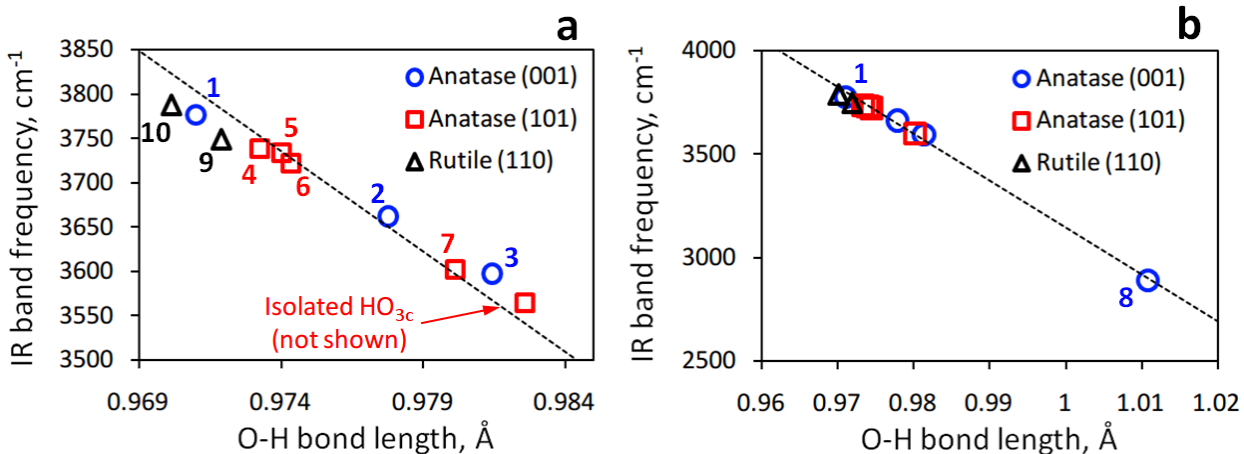 a
IR band frequency, cm-1
3850
3800
3750
3700
3650
3600
3550
3500
0.969
0.974
0.979
0.984
O-H bond length, Å
Anatase (001)
Anatase (101)
Rutile (110)
1
10
9
4
5
6
2
7
3
Isolated HO3c
(not shown)
b
IR band frequency, cm-1
4000
3500
3000
2500
0.96
0.97
0.98
0.99
1
1.01
1.02
O-H bond length, Å
Anatase (001)
Anatase (101)
Rutile (110)
1
8